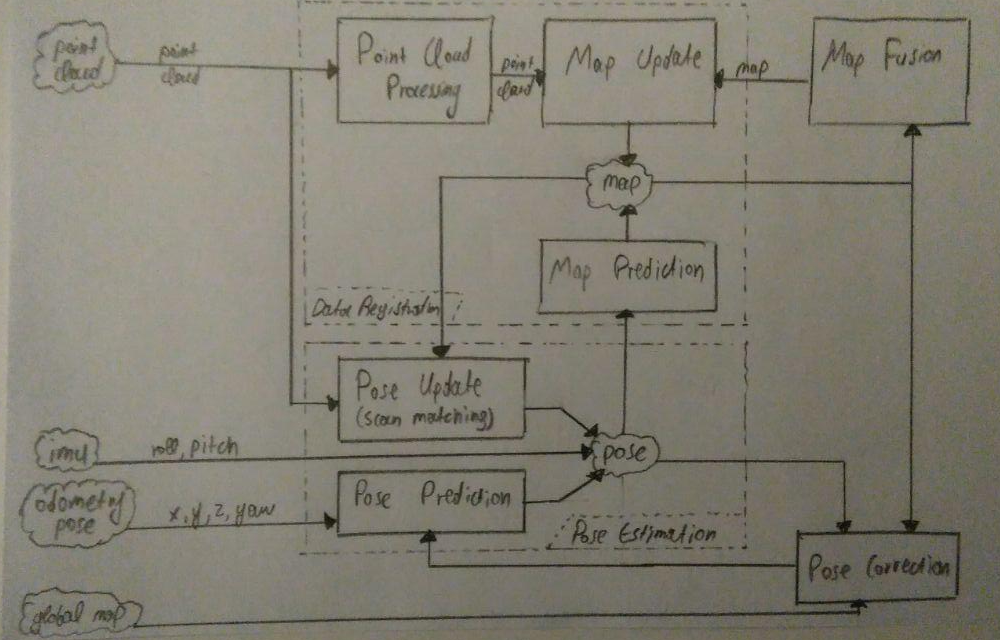 point
cloud
point
cloud
Point Cloud
Processing
point
cloud
Map Update
map
Map Fusion
map
Map Prediction
Data Registration
Pose Update
(scan matching)
imu
roll, pitch
pose
odometry
pose
x, y, z, yaw
Pose Prediction
Pose Estimation
Pose Correction
global map